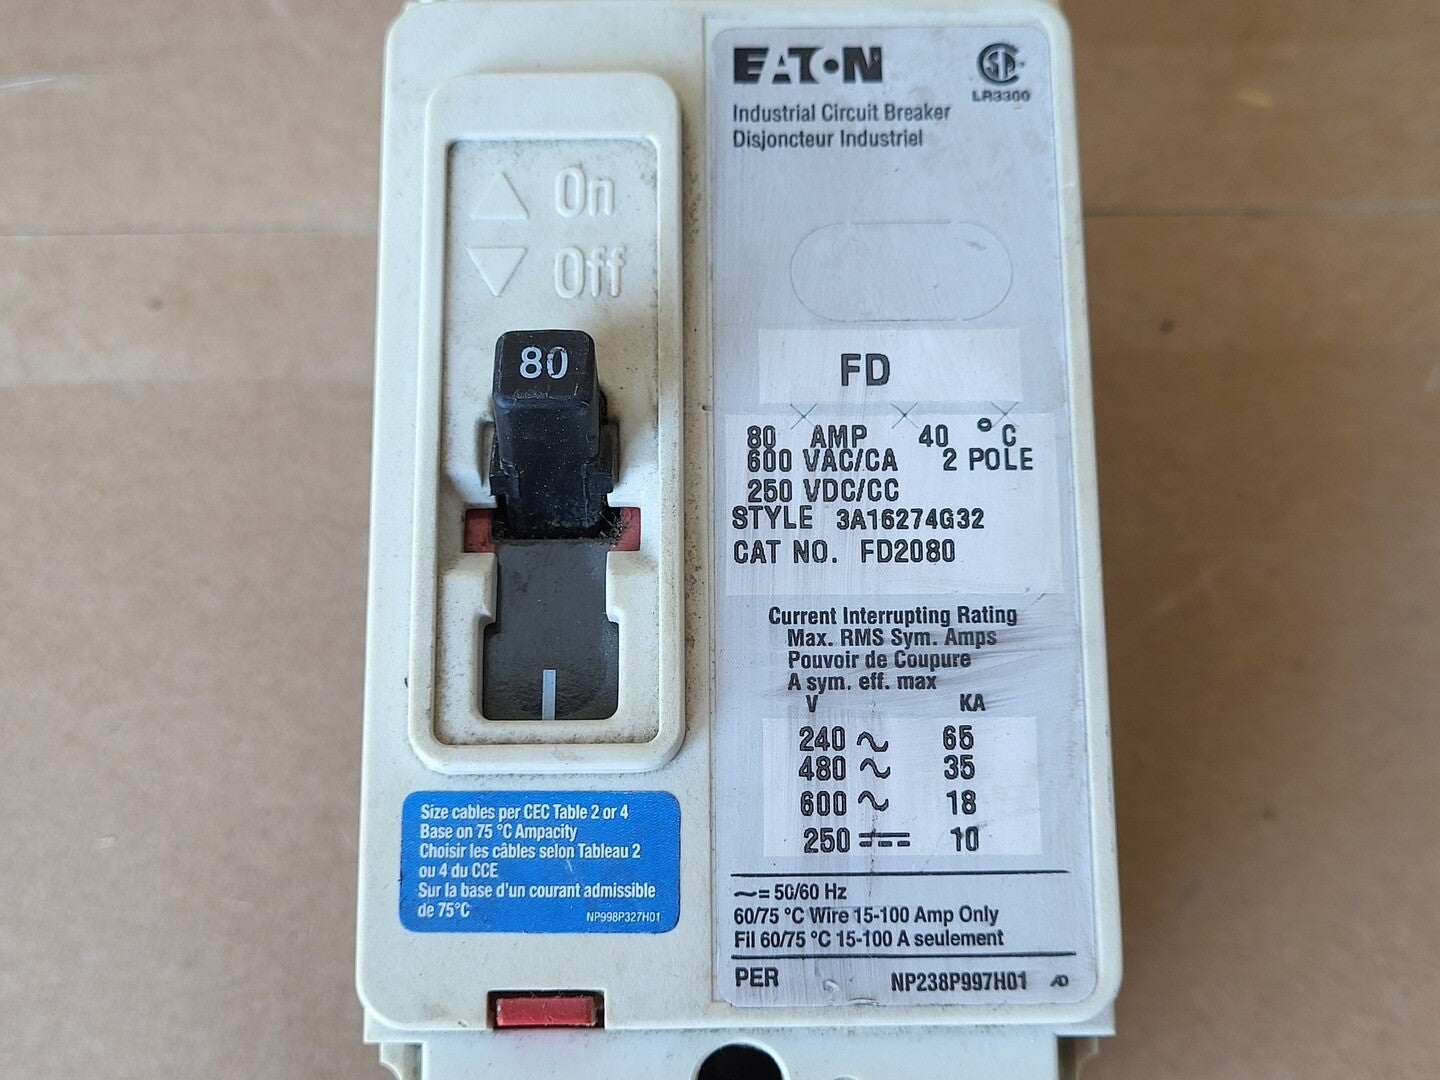 EATON
LR3300
Industrial Circuit Breaker
Disjoncteur Industriel
On
Off
80
FD
80 AMP 40 °C
600 VAC/CA 2 POLE
250 VDC/CC
STYLE 3A16274G32
CAT NO. FD2080
Current Interrupting Rating
Max. RMS Sym. Amps
Pouvoir de Coupure
A sym. eff. max
V KA
240 ~ 65
480 ~ 35
600 ~ 18
250 ⎓ 10
~ = 50/60 Hz
60/75 °C Wire 15-100 Amp Only
Fil 60/75 °C 15-100 A seulement
PER NP238P997H01
Size cables per CEC Table 2 or 4
Base on 75 °C Ampacity
Choisir les câbles selon Tableau 2
ou 4 du CCE
Sur la base d'un courant admissible
de 75°C NP998P327H01